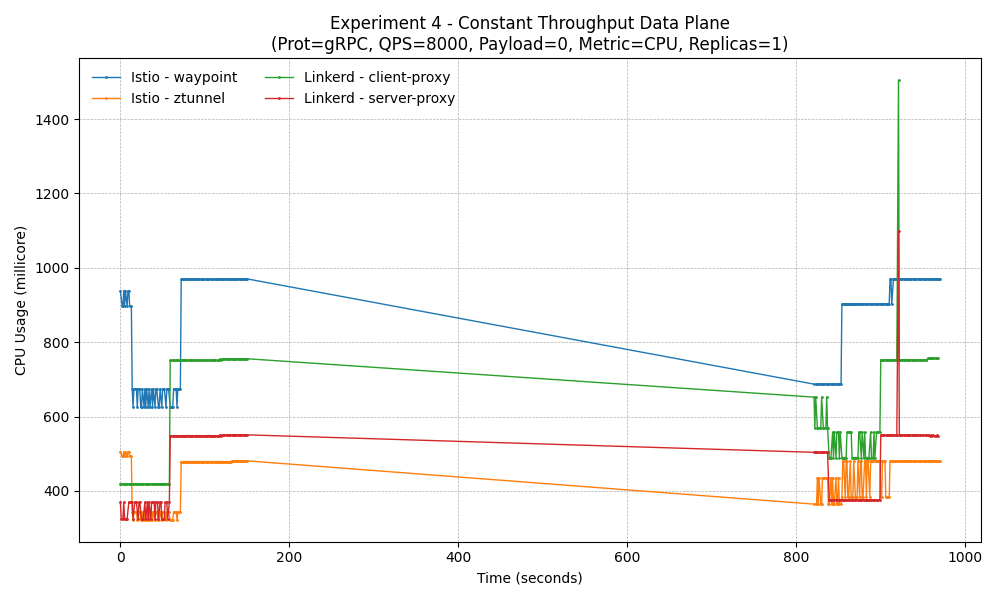 Experiment 4 - Constant Throughput Data Plane
(Prot=gRPC, QPS=8000, Payload=0, Metric=CPU, Replicas=1)
Istio - waypoint
Istio - ztunnel
Linkerd - client-proxy
Linkerd - server-proxy
CPU Usage (millicore)
1400
1200
1000
800
600
400
0
200
400
600
800
1000
Time (seconds)